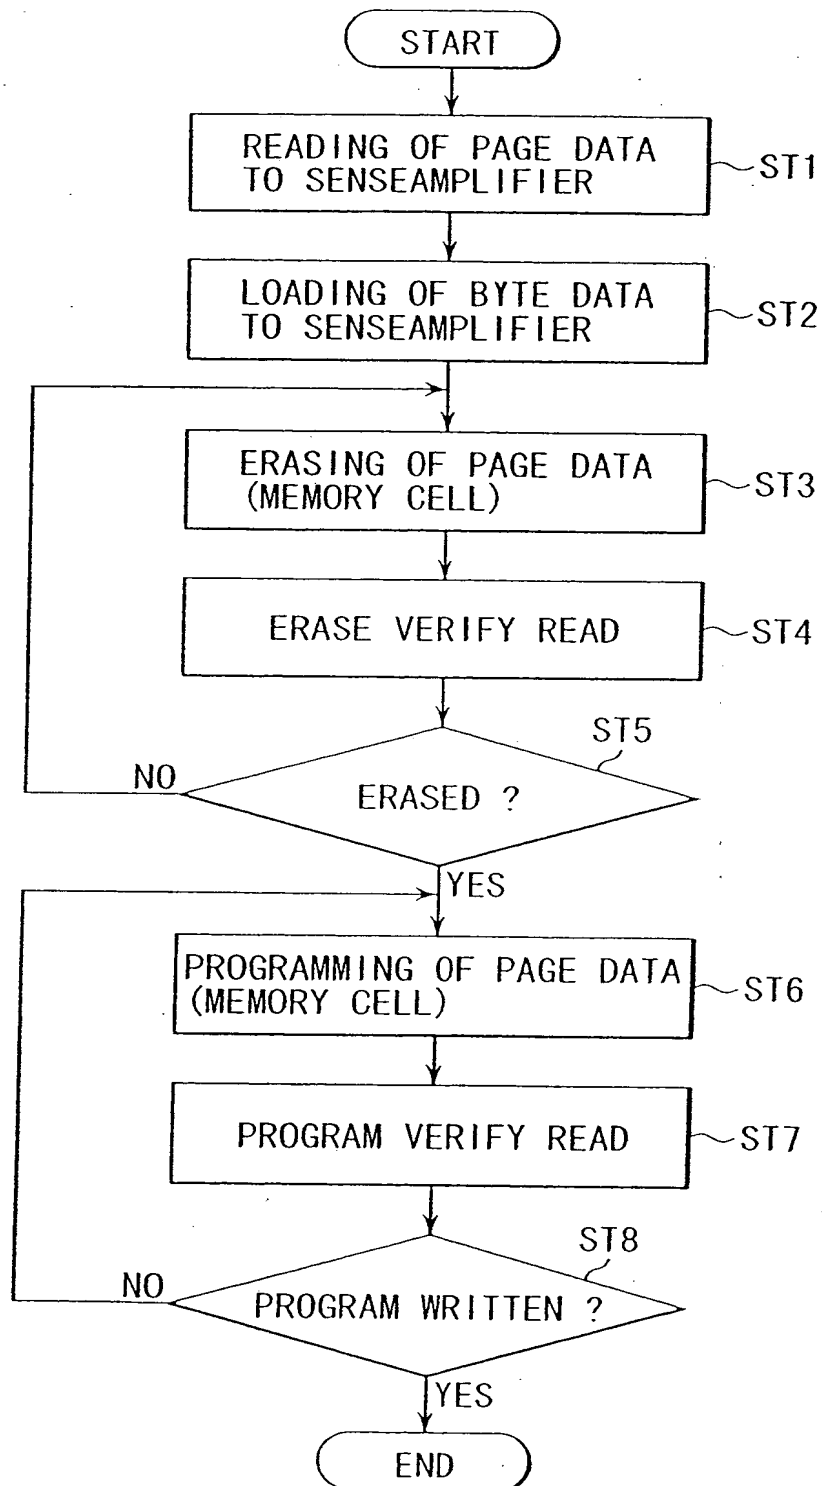 START
READING OF PAGE DATA
TO SENSEAMPLIFIER
ST1
LOADING OF BYTE DATA
TO SENSEAMPLIFIER
ST2
ERASING OF PAGE DATA
(MEMORY CELL)
ST3
ERASE VERIFY READ
ST4
ST5
NO
ERASED ?
YES
PROGRAMMING OF PAGE DATA
(MEMORY CELL)
ST6
PROGRAM VERIFY READ
ST7
ST8
NO
PROGRAM WRITTEN ?
YES
END